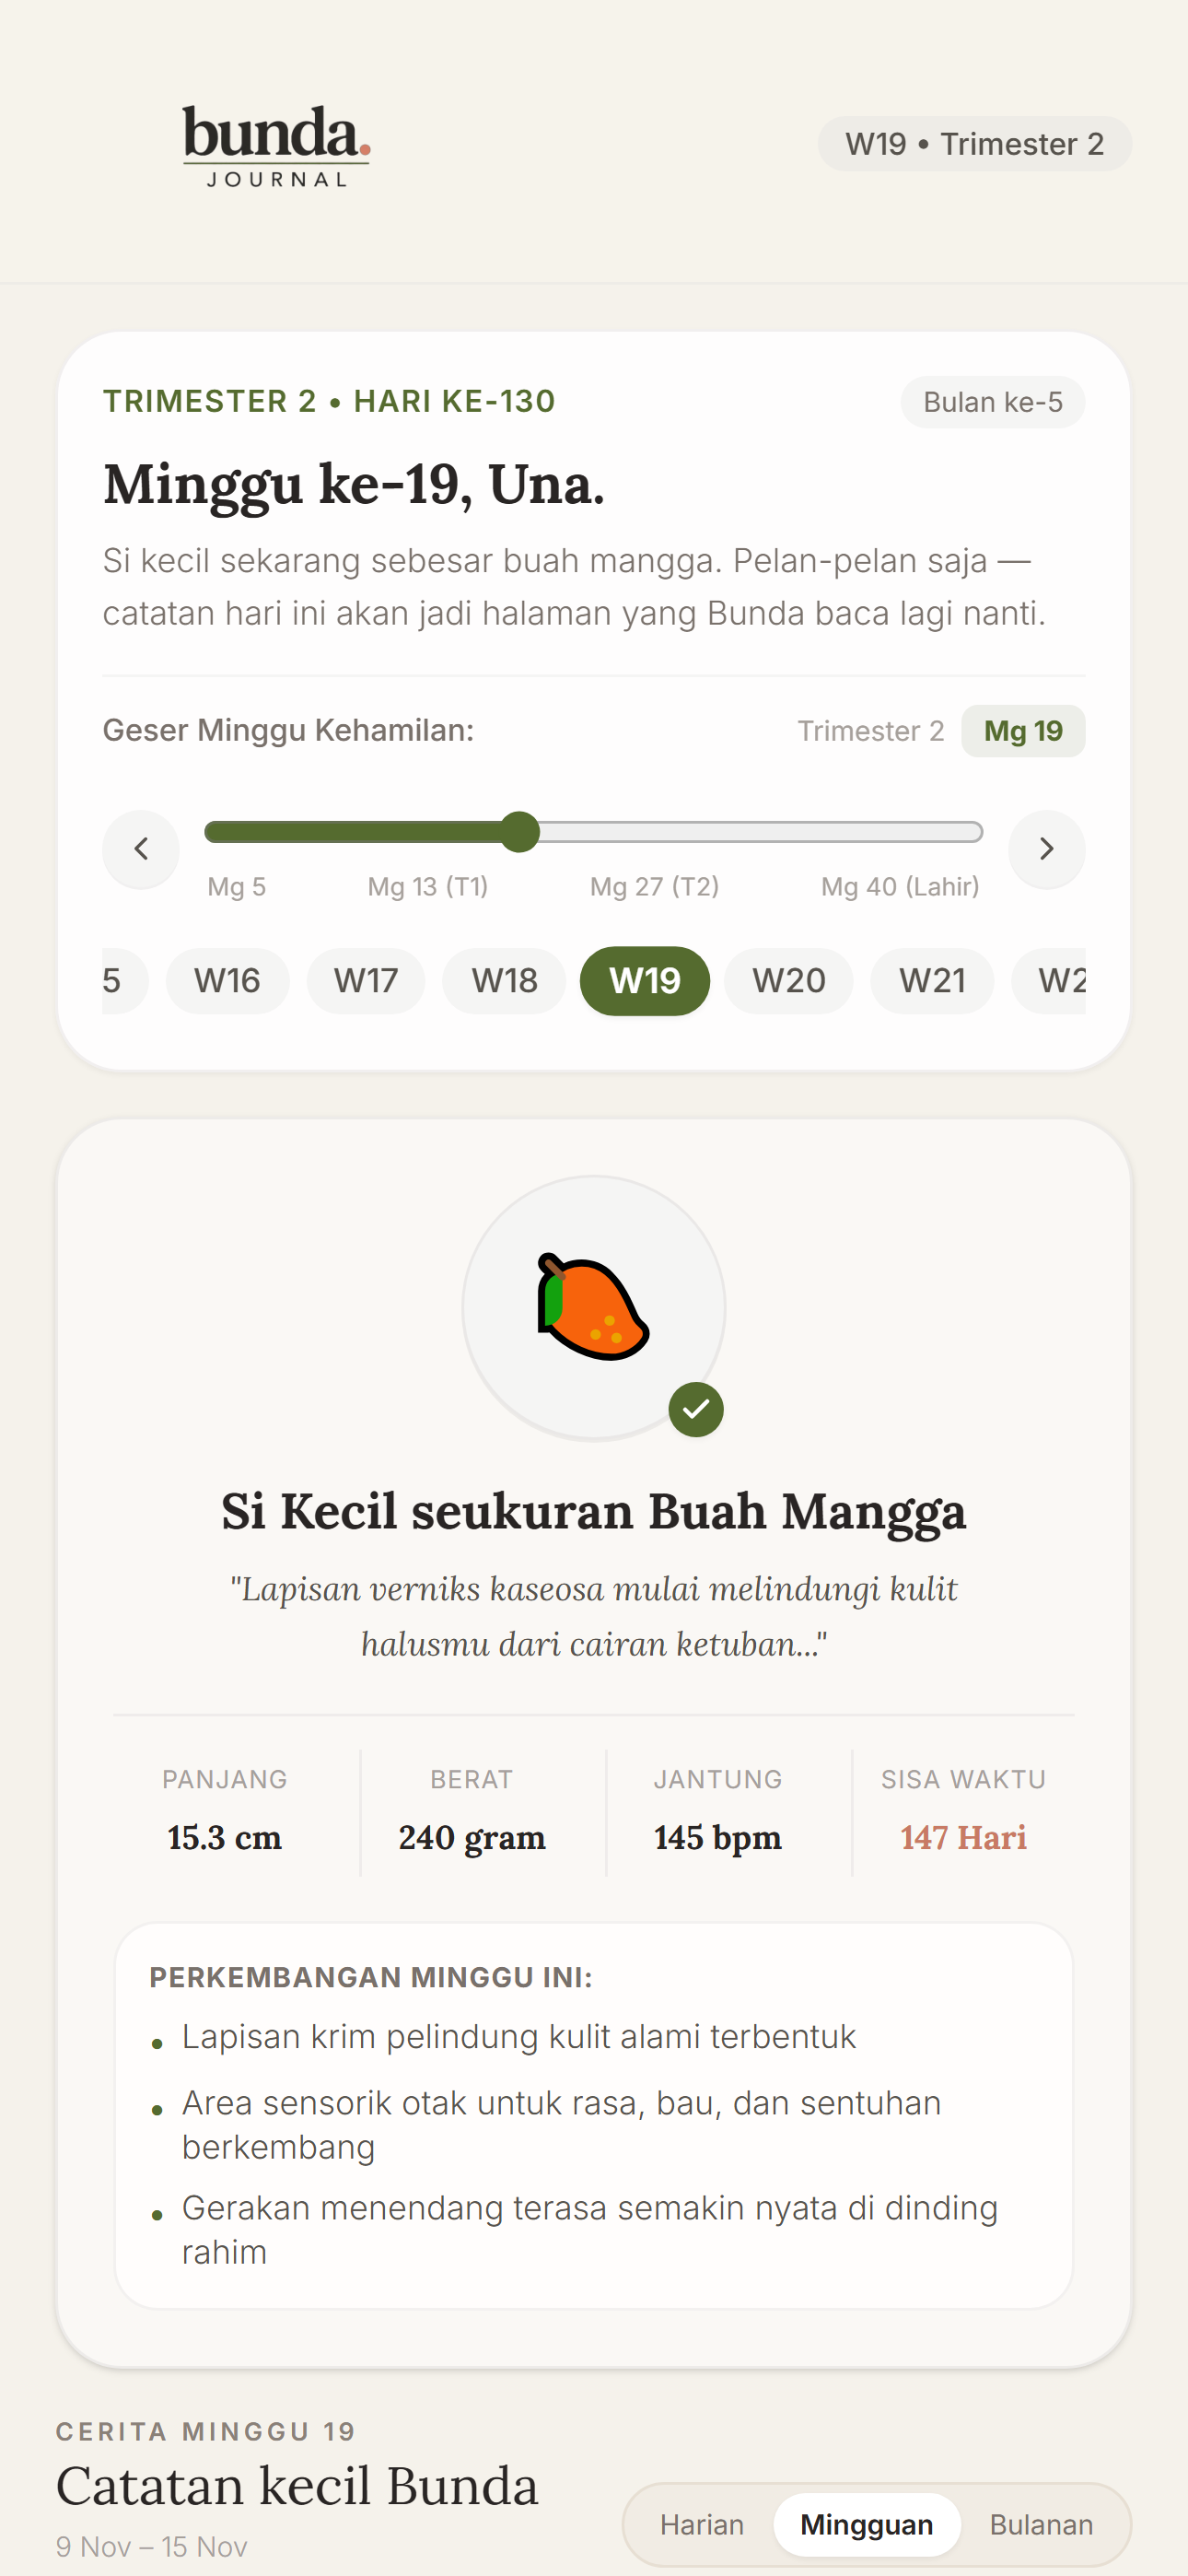 bunda.
JOURNAL
W19 • Trimester 2
TRIMESTER 2 • HARI KE-130
Bulan ke-5
Minggu ke-19, Una.
Si kecil sekarang sebesar buah mangga. Pelan-pelan saja —
catatan hari ini akan jadi halaman yang Bunda baca lagi nanti.
Geser Minggu Kehamilan:
Trimester 2
Mg 19
Mg 5
Mg 13 (T1)
Mg 27 (T2)
Mg 40 (Lahir)
5
W16
W17
W18
W19
W20
W21
W2
Si Kecil seukuran Buah Mangga
"Lapisan verniks kaseosa mulai melindungi kulit
halusmu dari cairan ketuban..."
PANJANG
15.3 cm
BERAT
240 gram
JANTUNG
145 bpm
SISA WAKTU
147 Hari
PERKEMBANGAN MINGGU INI:
• Lapisan krim pelindung kulit alami terbentuk
• Area sensorik otak untuk rasa, bau, dan sentuhan
berkembang
• Gerakan menendang terasa semakin nyata di dinding
rahim
CERITA MINGGU 19
Catatan kecil Bunda
9 Nov – 15 Nov
Harian
Mingguan
Bulanan